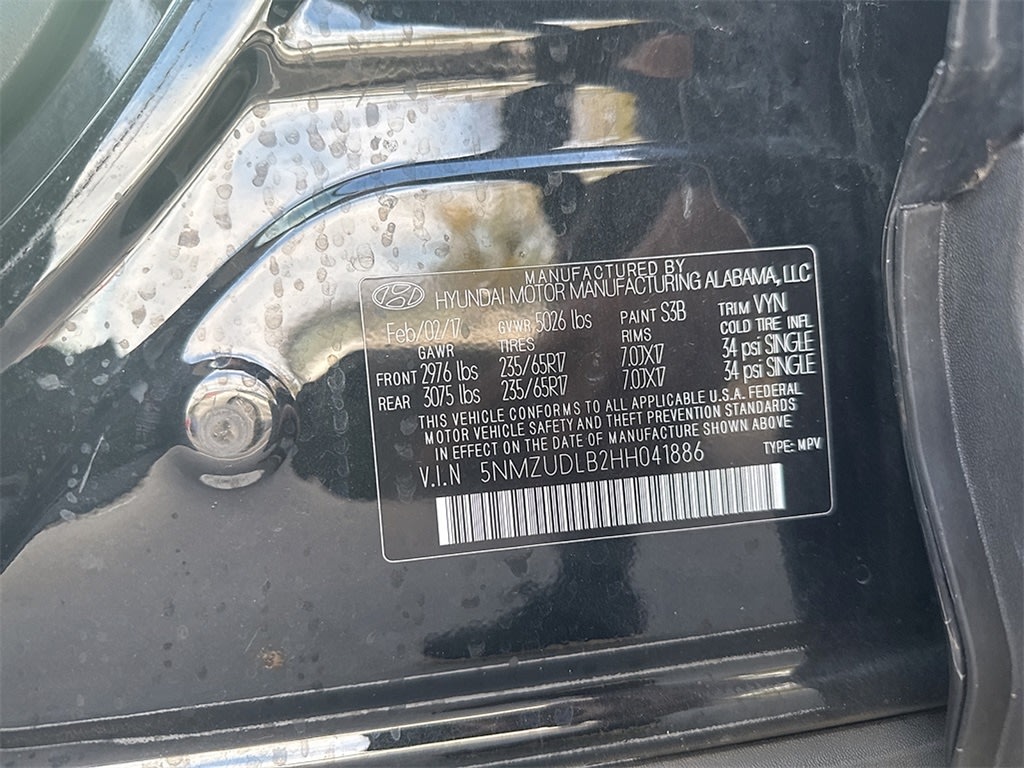 MANUFACTURED BY
HYUNDAI MOTOR MANUFACTURING ALABAMA, LLC
Feb/02/17 GVWR 5026 lbs PAINT S3B TRIM VYN
GAWR TIRES RIMS COLD TIRE INFL
FRONT 2976 lbs 235/65R17 7.0JX17 34 psi SINGLE
REAR 3075 lbs 235/65R17 7.0JX17 34 psi SINGLE
THIS VEHICLE CONFORMS TO ALL APPLICABLE U.S.A. FEDERAL
MOTOR VEHICLE SAFETY AND THEFT PREVENTION STANDARDS
IN EFFECT ON THE DATE OF MANUFACTURE SHOWN ABOVE
V.I.N 5NMZUDLB2HH041886 TYPE: MPV